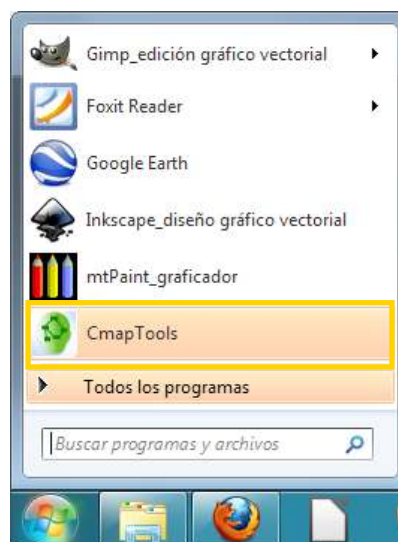 Gimp_edición gráfico vectorial
Foxit Reader
Google Earth
Inkscape_diseño gráfico vectorial
mtPaint_graficador
CmapTools
Todos los programas
Buscar programas y archivos